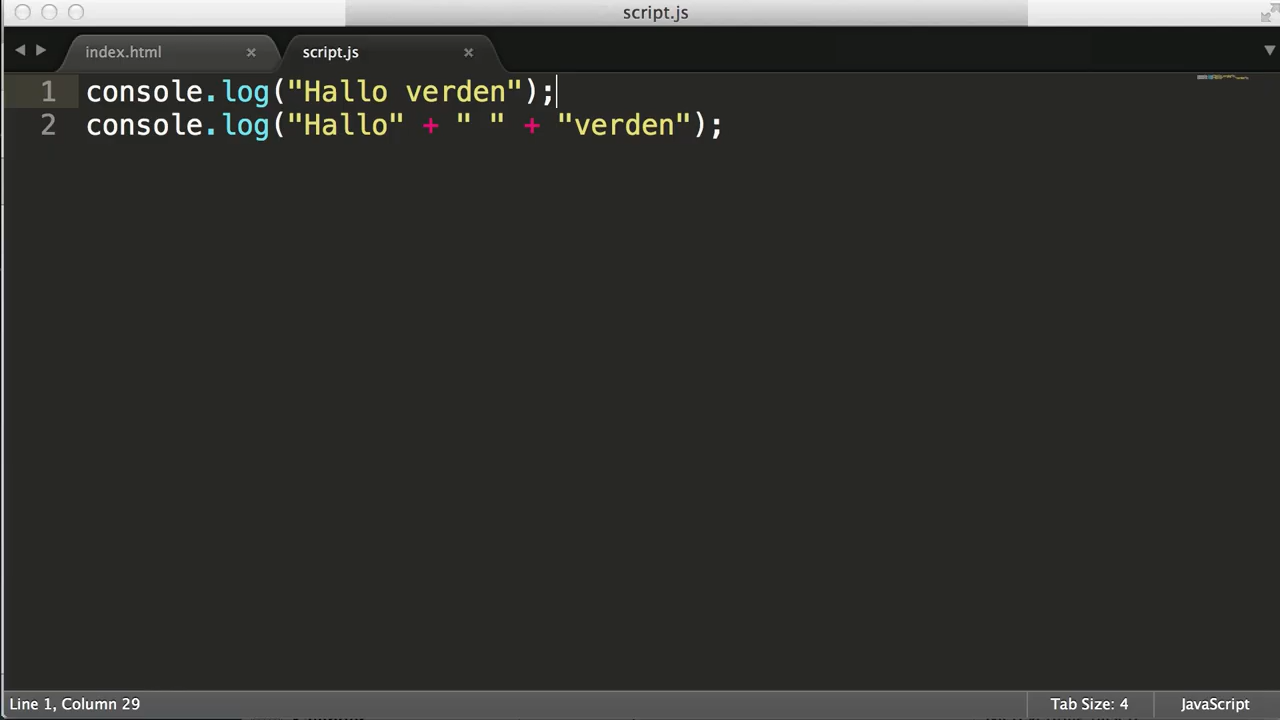 script.js
index.html × script.js ×
1 console.log("Hallo verden");
2 console.log("Hallo" + " " + "verden");
Line 1, Column 29 Tab Size: 4 JavaScript